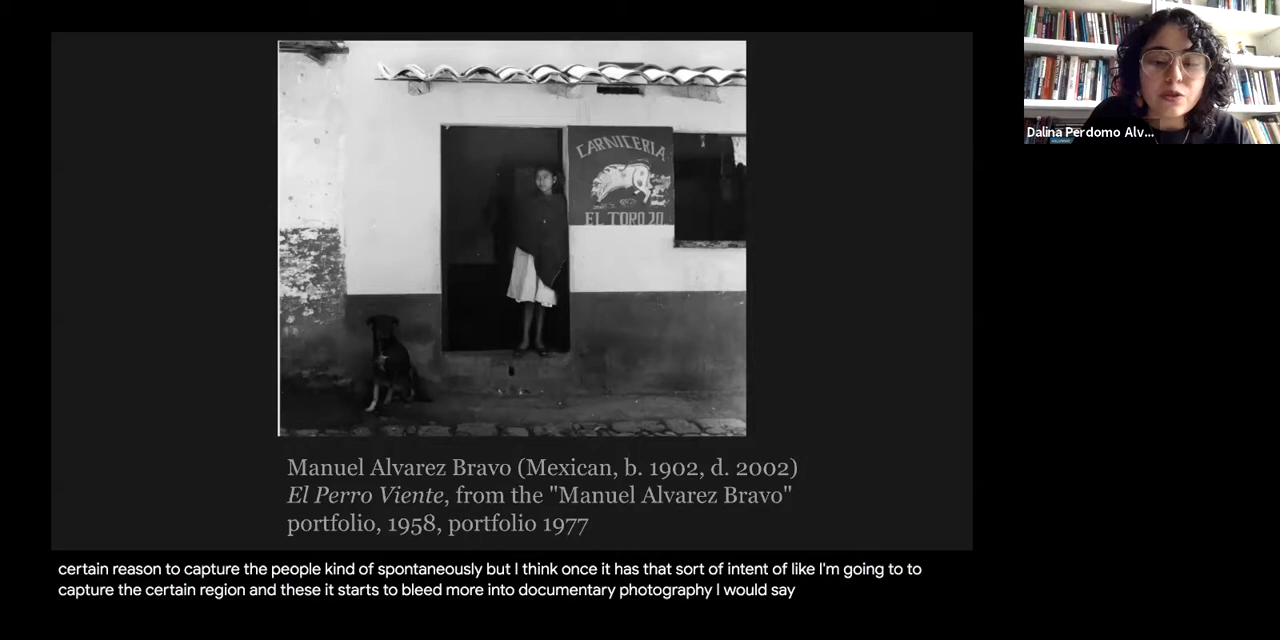 CARNICERIA
EL TORO 20
Dalina Perdomo Alv...
Manuel Alvarez Bravo (Mexican, b. 1902, d. 2002)
El Perro Viente, from the "Manuel Alvarez Bravo"
portfolio, 1958, portfolio 1977
certain reason to capture the people kind of spontaneously but I think once it has that sort of intent of like I'm going to to
capture the certain region and these it starts to bleed more into documentary photography I would say